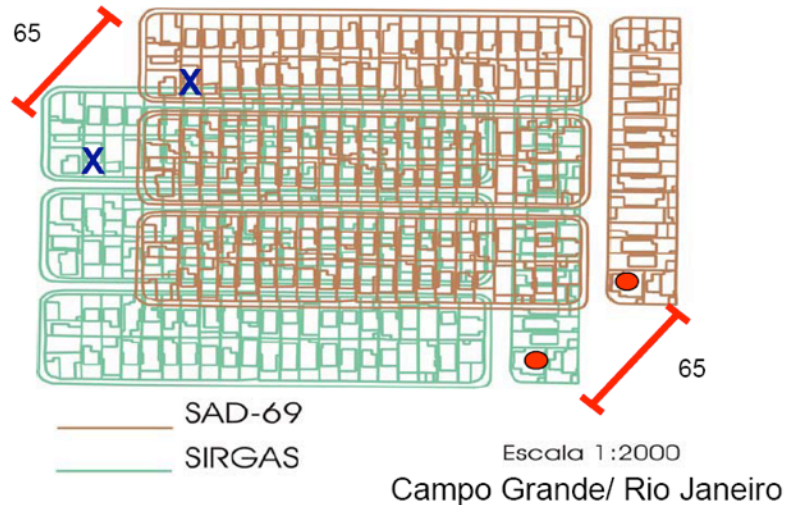 65
X
X
65
SAD-69
SIRGAS
Escala 1:2000
Campo Grande/ Rio Janeiro